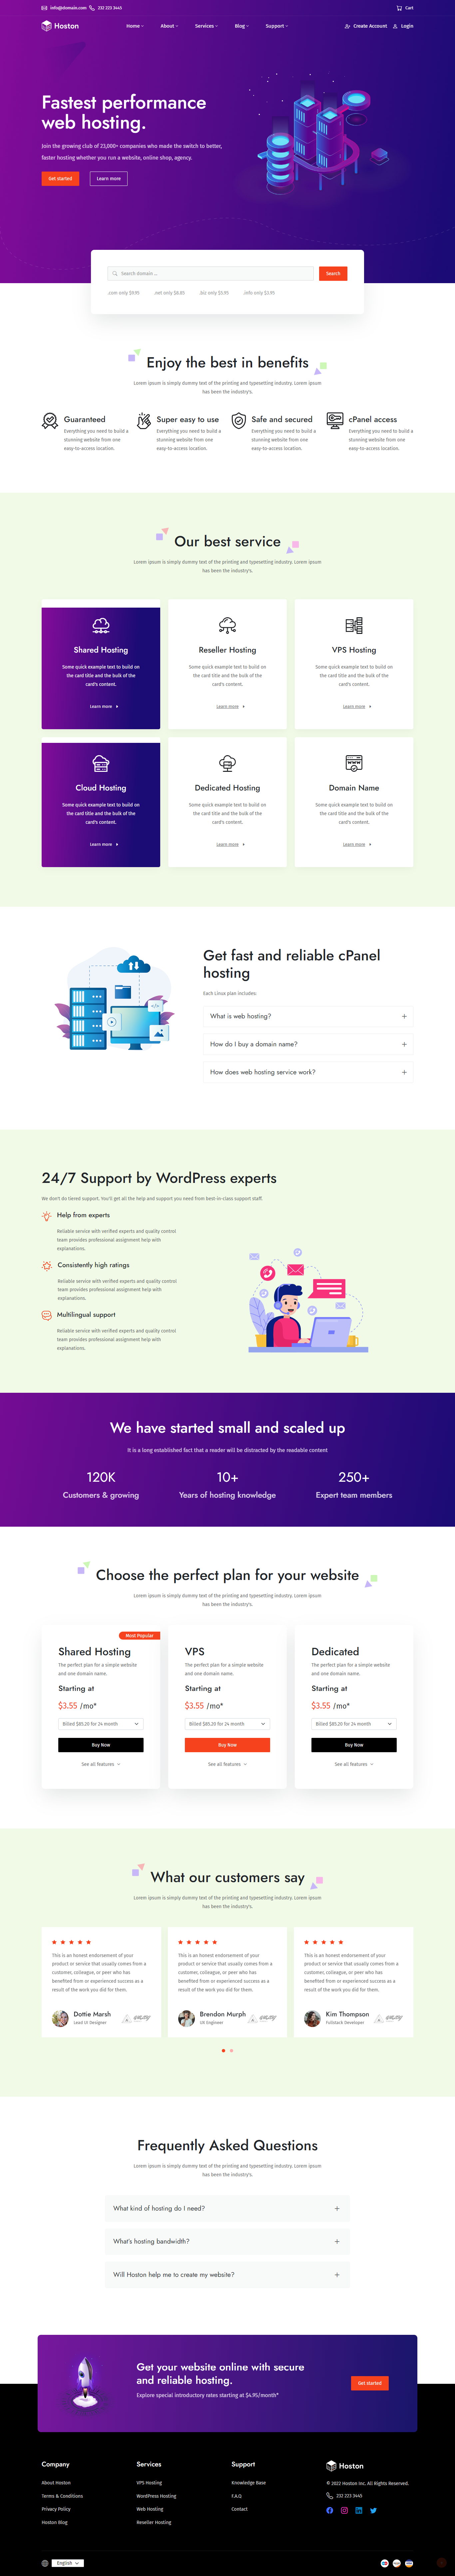 info@domain.com 232 223 3445 Cart
Hoston Home About Services Blog Support Create Account Login
Fastest performance
web hosting.
Join the growing club of 23,000+ companies who made the switch to better,
faster hosting whether you run a website, online shop, agency.
Get started Learn more
Search domain... Search
.com only $9.95 .net only $8.85 .biz only $3.95 .info only $3.95
Enjoy the best in benefits
Lorem ipsum is simply dummy text of the printing and typesetting industry. Lorem ipsum
has been the industry's.
Guaranteed
Everything you need to build a
stunning website from one
easy-to-access location.
Super easy to use
Everything you need to build a
stunning website from one
easy-to-access location.
Safe and secured
Everything you need to build a
stunning website from one
easy-to-access location.
cPanel access
Everything you need to build a
stunning website from one
easy-to-access location.
Our best service
Lorem ipsum is simply dummy text of the printing and typesetting industry. Lorem ipsum
has been the industry's.
Shared Hosting
Some quick example text to build on
the card title and the bulk of the
card's content.
Learn more
Reseller Hosting
Some quick example text to build on
the card title and the bulk of the
card's content.
Learn more
VPS Hosting
Some quick example text to build on
the card title and the bulk of the
card's content.
Learn more
Cloud Hosting
Some quick example text to build on
the card title and the bulk of the
card's content.
Learn more
Dedicated Hosting
Some quick example text to build on
the card title and the bulk of the
card's content.
Learn more
Domain Name
Some quick example text to build on
the card title and the bulk of the
card's content.
Learn more
Get fast and reliable cPanel
hosting
Each Linux plan includes:
What is web hosting?
How do I buy a domain name?
How does web hosting service work?
24/7 Support by WordPress experts
We don't do tiered support. You'll get all the help and support you need from best-in-class support staff.
Help from experts
Reliable service with verified experts and quality control
team provides professional assignment help with
explanations.
Consistently high ratings
Reliable service with verified experts and quality control
team provides professional assignment help with
explanations.
Multilingual support
Reliable service with verified experts and quality control
team provides professional assignment help with
explanations.
We have started small and scaled up
It is a long established fact that a reader will be distracted by the readable content
120K 10+ 250+
Customers & growing Years of hosting knowledge Expert team members
Choose the perfect plan for your website
Lorem ipsum is simply dummy text of the printing and typesetting industry. Lorem ipsum
has been the industry's.
Most Popular
Shared Hosting
The perfect plan for a simple website
and one domain name.
Starting at
$3.55 /mo*
Billed $85.20 for 24 month
Buy Now
See all features
VPS
The perfect plan for a simple website
and one domain name.
Starting at
$3.55 /mo*
Billed $85.20 for 24 month
Buy Now
See all features
Dedicated
The perfect plan for a simple website
and one domain name.
Starting at
$3.55 /mo*
Billed $85.20 for 24 month
Buy Now
See all features
What our customers say
Lorem ipsum is simply dummy text of the printing and typesetting industry. Lorem ipsum
has been the industry's.
This is an honest endorsement of your
product or service that usually comes from a
customer, colleague, or peer who has
benefited from or experienced success as a
result of the work you did for them.
Dottie Marsh
Lead UI Designer
This is an honest endorsement of your
product or service that usually comes from a
customer, colleague, or peer who has
benefited from or experienced success as a
result of the work you did for them.
Brendon Murph
UX Engineer
This is an honest endorsement of your
product or service that usually comes from a
customer, colleague, or peer who has
benefited from or experienced success as a
result of the work you did for them.
Kim Thompson
Fullstack Developer
Frequently Asked Questions
Lorem ipsum is simply dummy text of the printing and typesetting industry. Lorem ipsum
has been the industry's.
What kind of hosting do I need?
What's hosting bandwidth?
Will Hoston help me to create my website?
Get your website online with secure
and reliable hosting.
Explore special introductory rates starting at $4.95/month*
Get started
Company
About Hoston
Terms & Conditions
Privacy Policy
Hoston Blog
Services
VPS Hosting
WordPress Hosting
Web Hosting
Reseller Hosting
Support
Knowledge Base
F.A.Q
Contact
Hoston
© 2022 Hoston Inc. All Rights Reserved.
232 223 3445
English